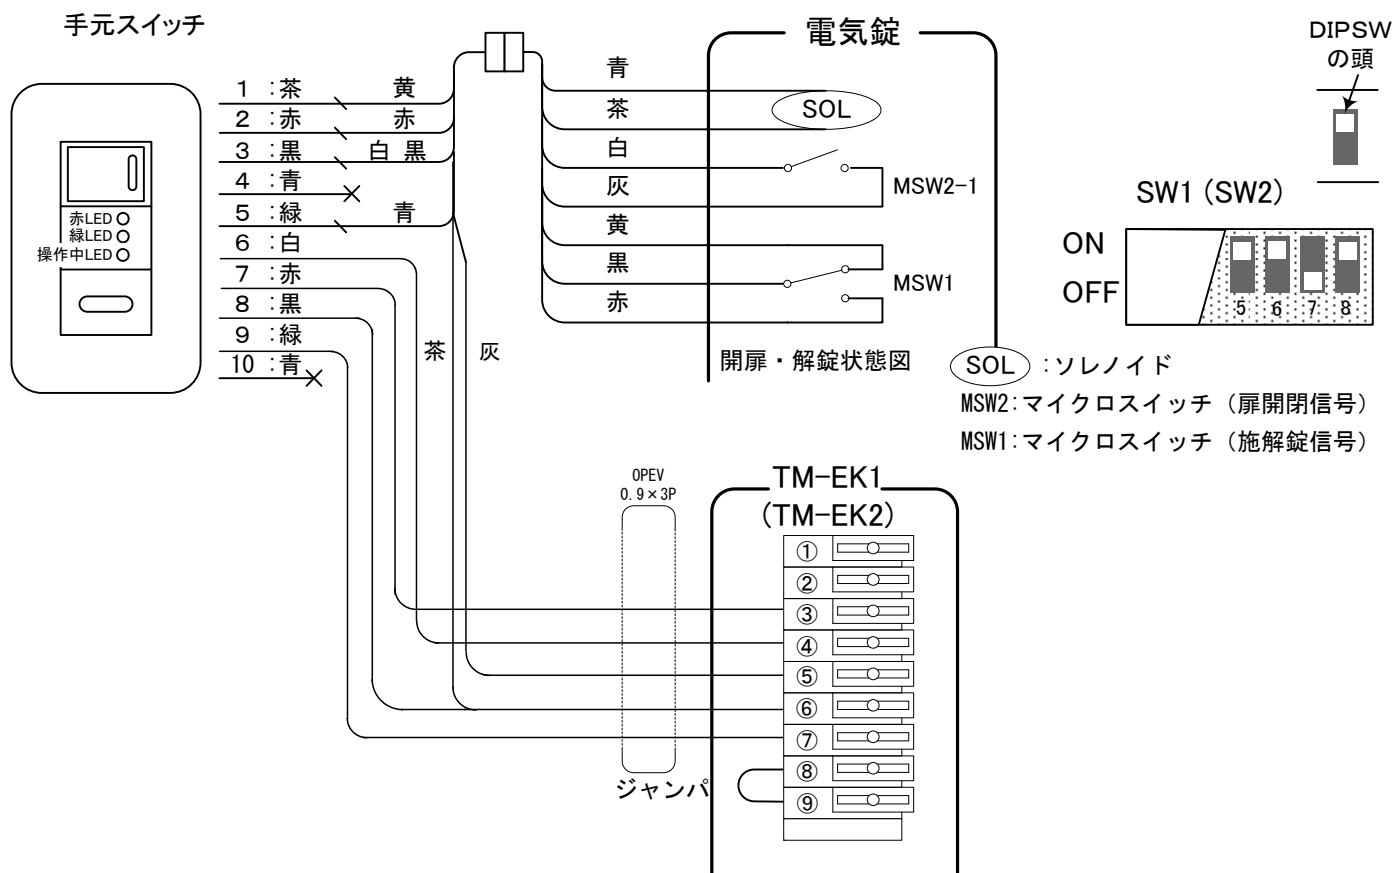 手元スイッチ
1 :茶 黄
2 :赤 赤
3 :黒 白 黒
4 :青
5 :緑 青
6 :白
7 :赤
8 :黒
9 :緑
10 :青
赤LED
緑LED
操作中LED
茶 灰
電気錠
青
茶
白
灰
黄
黒
赤
SOL
MSW2-1
MSW1
開扉・解錠状態図
DIPSW
の頭
SW1(SW2)
ON
OFF
5 6 7 8
SOL :ソレノイド
MSW2:マイクロスイッチ(扉開閉信号)
MSW1:マイクロスイッチ(施解錠信号)
OPEV
0.9×3P
ジャンパ
TM-EK1
(TM-EK2)
①
②
③
④
⑤
⑥
⑦
⑧
⑨